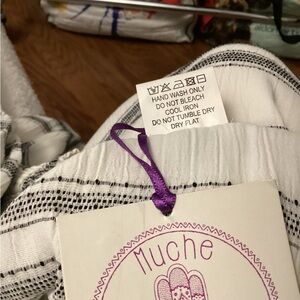 HAND WASH ONLY
DO NOT BLEACH
COOL IRON
DO NOT TUMBLE DRY
DRY FLAT
Muche